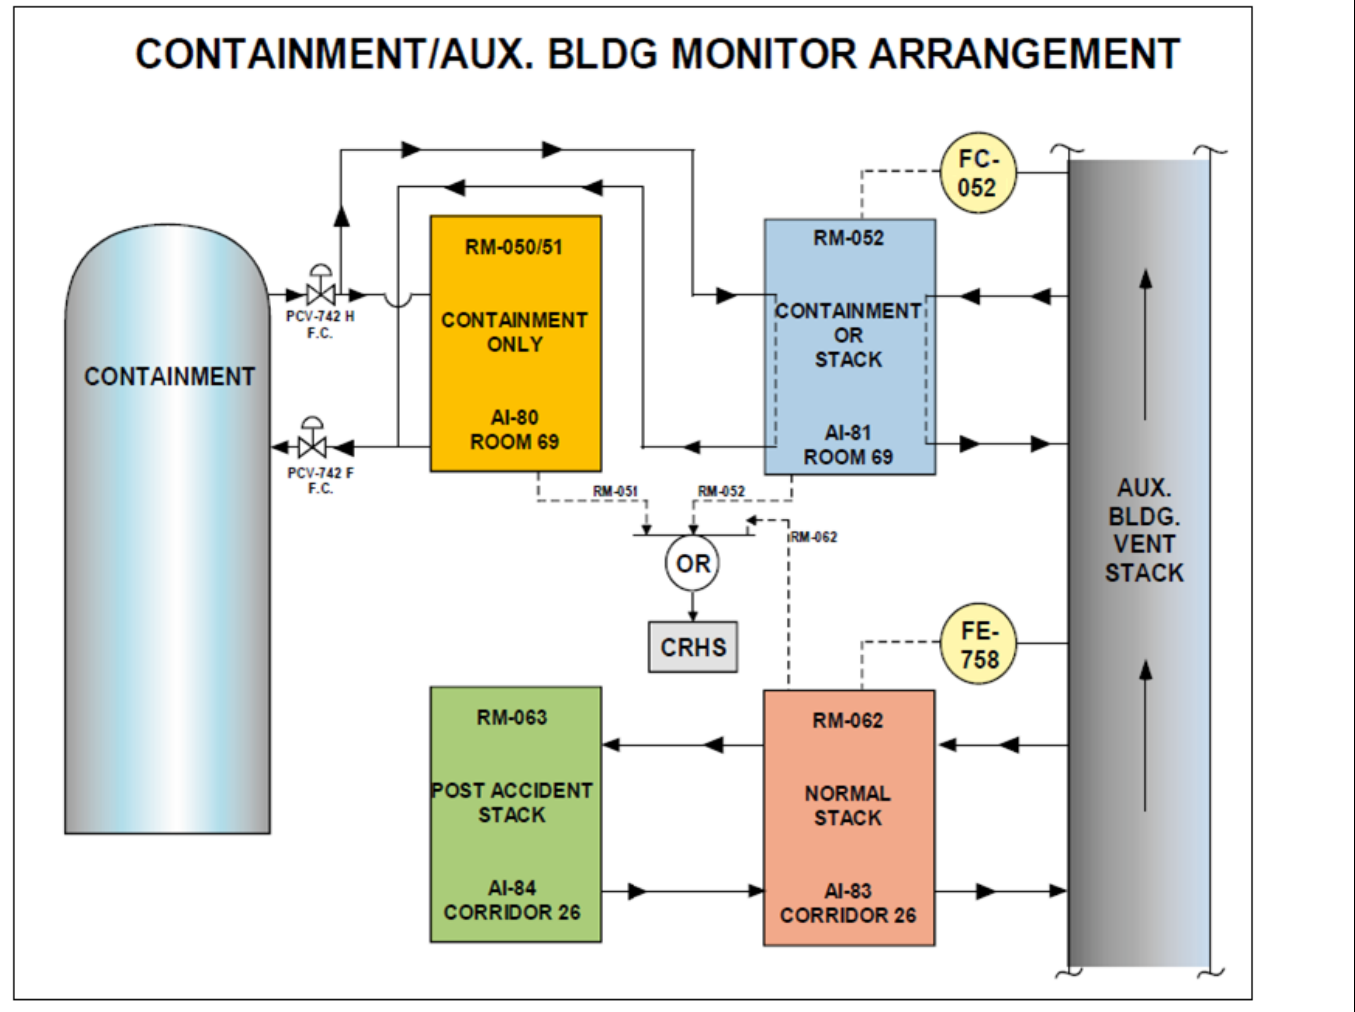 CONTAINMENT/AUX. BLDG MONITOR ARRANGEMENT
FC-
052
RM-052
RM-050/51
PCV-742 H
F.C.
CONTAINMENT
ONLY
CONTAINMENT
OR
STACK
CONTAINMENT
AI-80
ROOM 69
AI-81
ROOM 69
PCV-742 F
F.C.
RM-051
RM-052
AUX.
BLDG.
VENT
STACK
RM-062
OR
CRHS
FE-
758
RM-063
RM-062
POST ACCIDENT
STACK
NORMAL
STACK
AI-84
CORRIDOR 26
AI-83
CORRIDOR 26